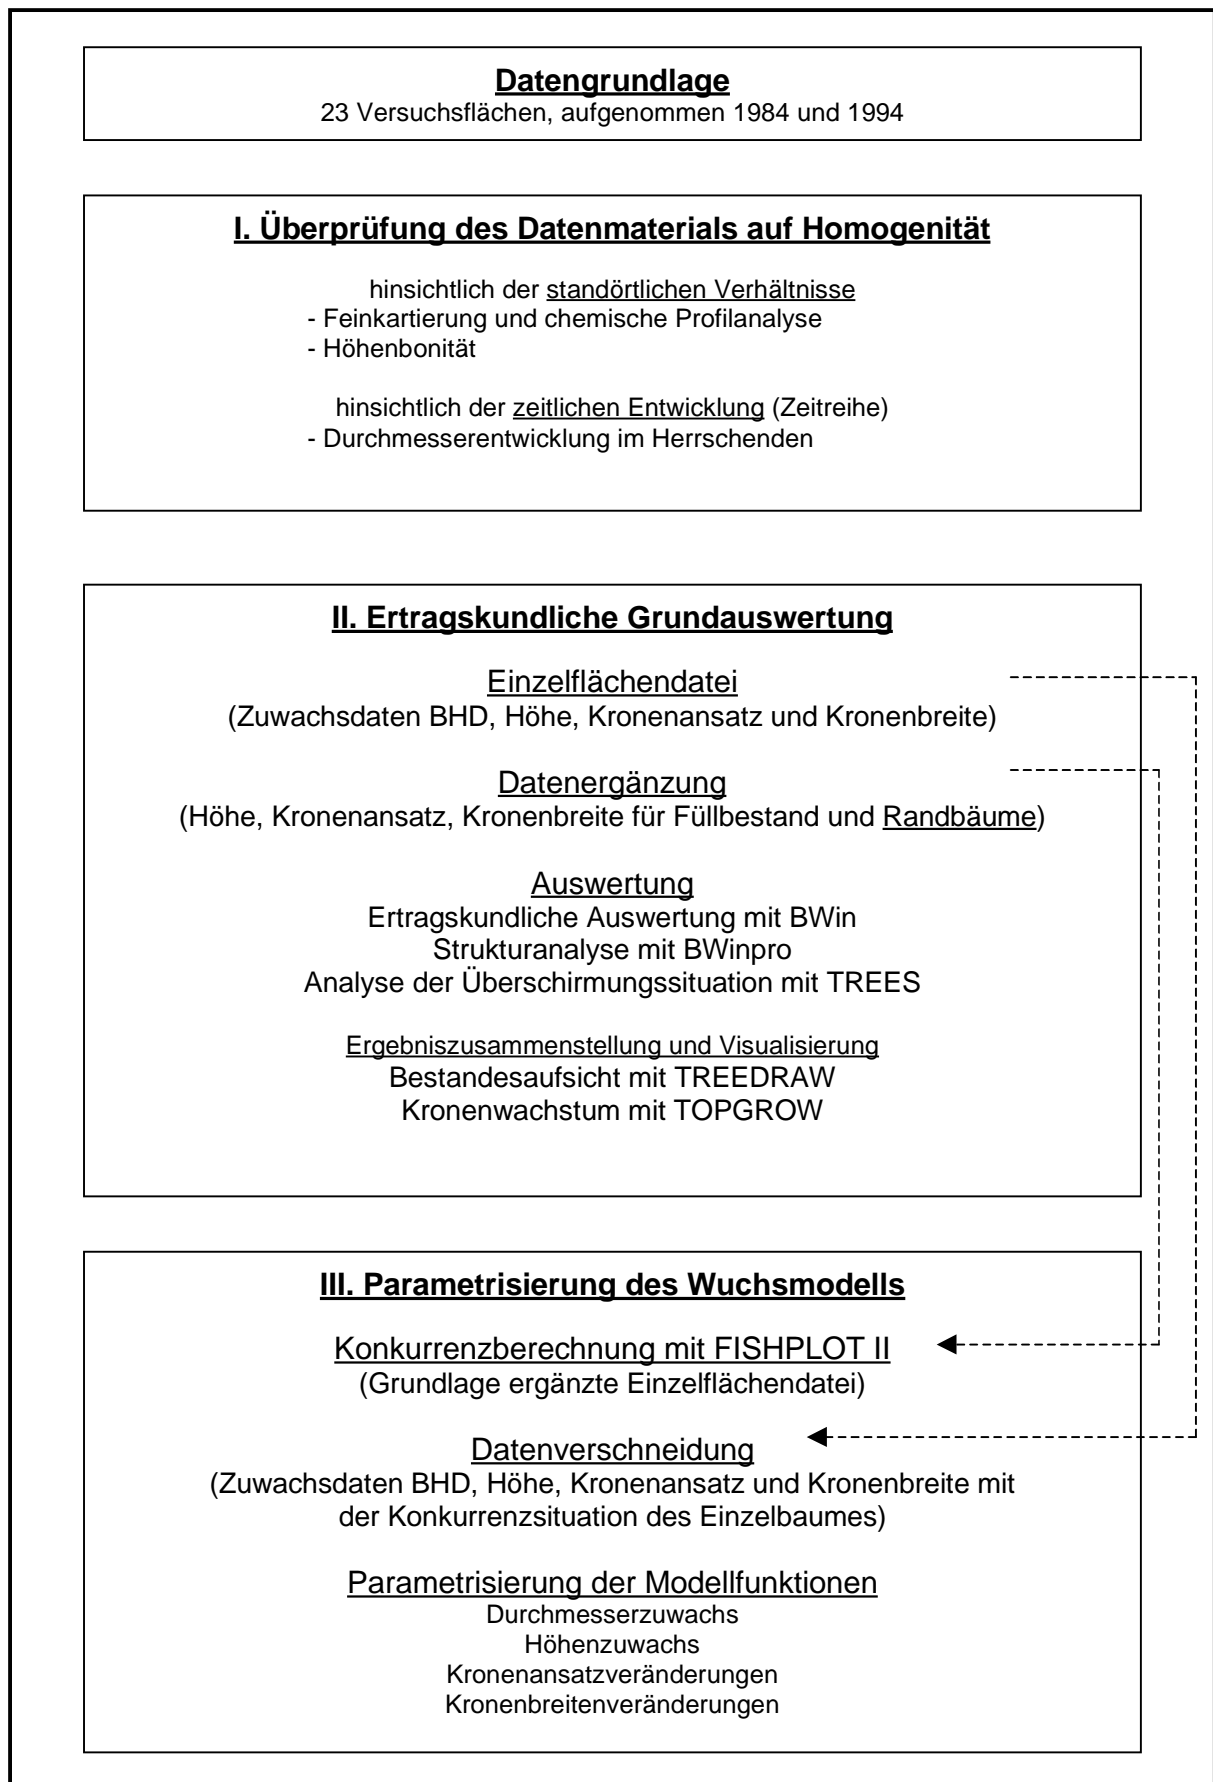 Datengrundlage
23 Versuchsflächen, aufgenommen 1984 und 1994
I. Überprüfung des Datenmaterials auf Homogenität
hinsichtlich der standörtlichen Verhältnisse
- Feinkartierung und chemische Profilanalyse
- Höhenbonität
hinsichtlich der zeitlichen Entwicklung (Zeitreihe)
- Durchmesserentwicklung im Herrschenden
II. Ertragskundliche Grundauswertung
Einzelflächendatei
(Zuwachsdaten BHD, Höhe, Kronenansatz und Kronenbreite)
Datenergänzung
(Höhe, Kronenansatz, Kronenbreite für Füllbestand und Randbäume)
Auswertung
Ertragskundliche Auswertung mit BWin
Strukturanalyse mit BWinpro
Analyse der Überschirmungssituation mit TREES
Ergebniszusammenstellung und Visualisierung
Bestandesaufsicht mit TREEDRAW
Kronenwachstum mit TOPGROW
III. Parametrisierung des Wuchsmodells
Konkurrenzberechnung mit FISHPLOT II
(Grundlage ergänzte Einzelflächendatei)
Datenverschneidung
(Zuwachsdaten BHD, Höhe, Kronenansatz und Kronenbreite mit
der Konkurrenzsituation des Einzelbaumes)
Parametrisierung der Modellfunktionen
Durchmesserzuwachs
Höhenzuwachs
Kronenansatzveränderungen
Kronenbreitenveränderungen